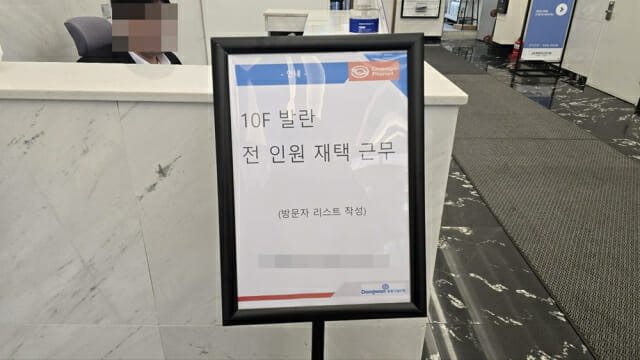 - 안내 -
10F 발란
전 인원 재택 근무
(방문자 리스트 작성)
Dongwon